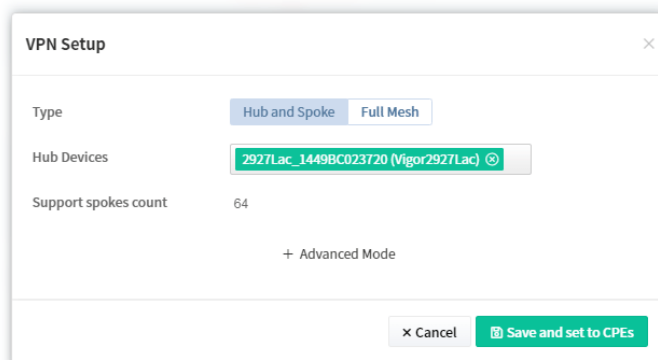 VPN Setup
Type Hub and Spoke Full Mesh
Hub Devices 2927Lac_1449BC023720 (Vigor2927Lac)
Support spokes count 64
+ Advanced Mode
× Cancel Save and set to CPEs